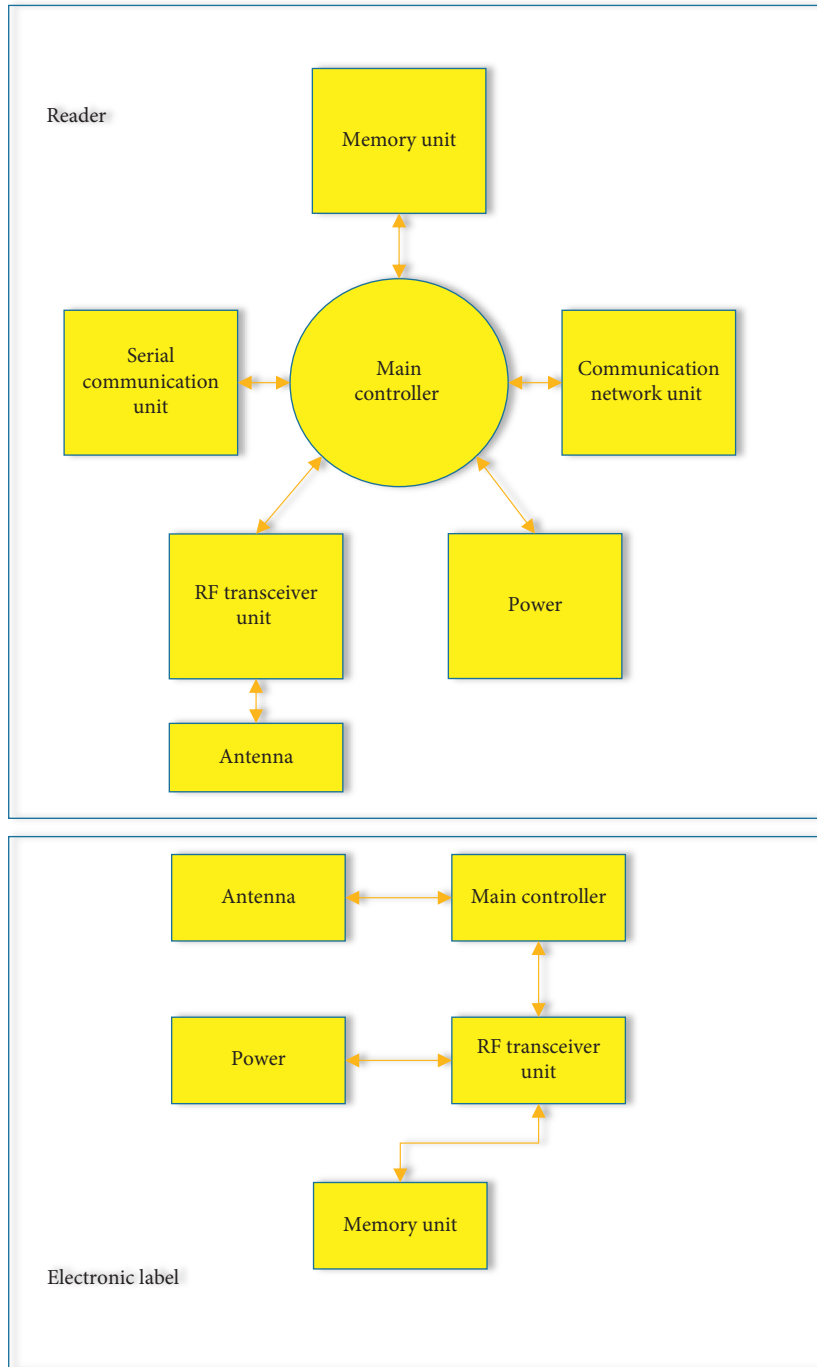 Reader
Memory unit
Serial
communication
unit
Main
controller
Communication
network unit
RF transceiver
unit
Power
Antenna
Antenna
Main controller
Power
RF transceiver
unit
Memory unit
Electronic label